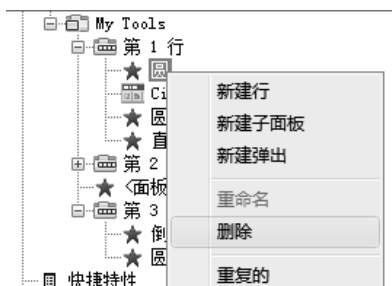 My Tools
第 1 行
圆
新建行
Ci
新建子面板
圆
新建弹出
直
第 2
<面板
重命名
第 3
删除
倒
圆
重复的
快捷特性